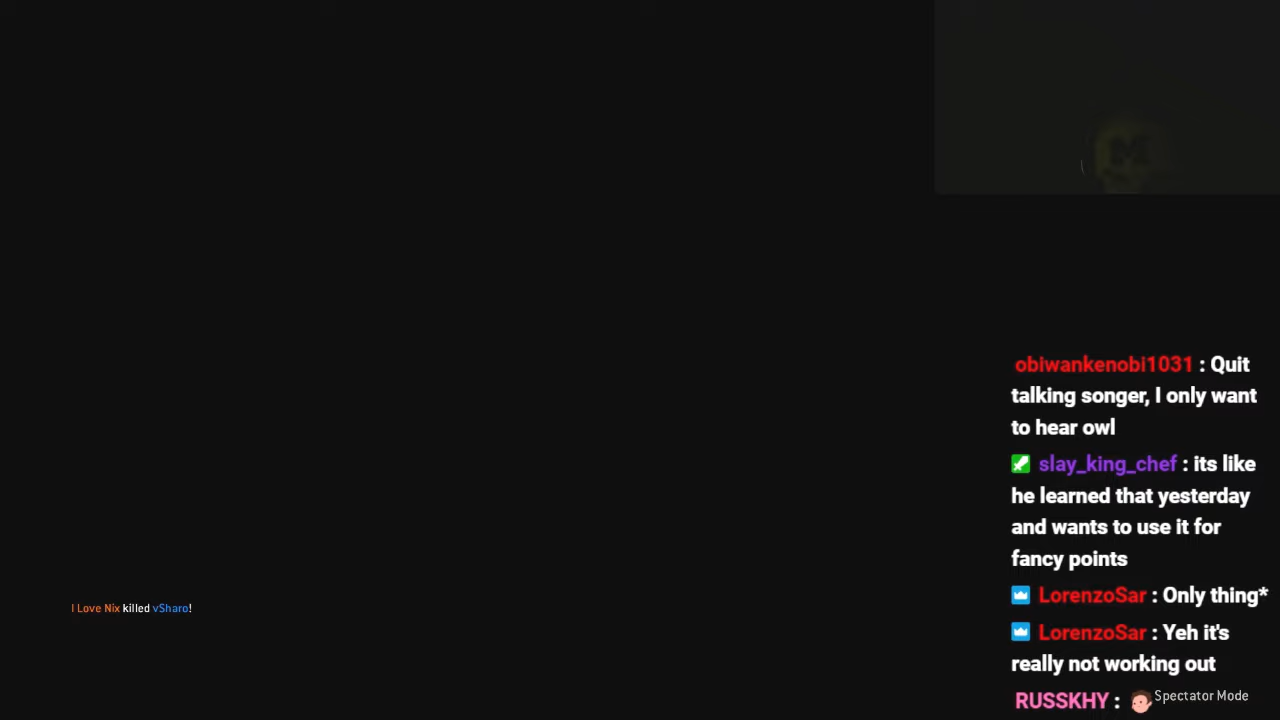 M
obiwankenobi1031 : Quit
talking songer, I only want
to hear owl
slay_king_chef : its like
he learned that yesterday
and wants to use it for
fancy points
LorenzoSar : Only thing*
I Love Nix killed vSharo!
LorenzoSar : Yeh it's
really not working out
RUSSKHY :
Spectator Mode